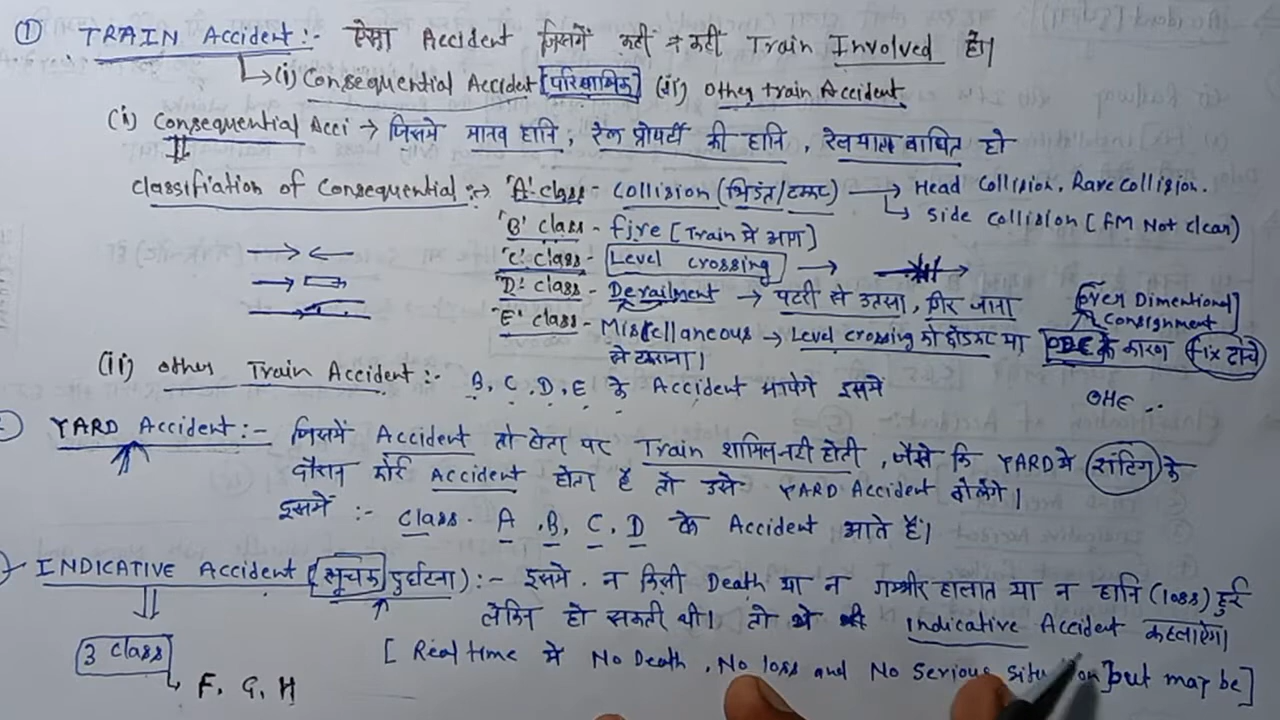 ① TRAIN Accident :- ऐसा Accident जिसमें कहीं न कहीं Train Involved हो।
(i) Consequential Accident [परिणामिक] (ii) other train Accident
(i) Consequential Acci → जिसमे मानव हानि, रेल प्रोपर्टी की हानि, रेलयातायात बाधित हो
classifiation of Consequential :→ 'A' class - Collision (भिडंत/टक्कर) → Head Collision, Rare Collision.
side Collision [FM Not clear)
'B' class - fire [Train मे आग]
'C' class - Level crossing →
'D' class - Derailment → पटरी से उतरना, गिर जाना
[over Dimentional Consignment
'E' class - Miscellaneous → Level crossing को छोडकर या ODC के कारण fix ढांचे
से टकराना।
(ii) other Train Accident :- B, C, D, E के Accident आयेंगे इसमे
OHE ..
YARD Accident :- जिसमें Accident तो होगा पर Train शामिल नही होती, जैसे कि YARD मे शंटिंग के
दौरान कोई Accident होता है तो उसे YARD Accident बोलेंगे।
इसमें :- class. A, B, C, D के Accident आते हैं।
INDICATIVE Accident (सूचक दुर्घटना) :- इसमे न किसी Death या न गम्भीर हालात या न हानि (loss) हुई
लेकिन हो सकती थी। तो Indicative Accident कहलाऐगा।
3 class
F, G, H
[ Real time मे No Death, No loss and No Serious situation] but may be]